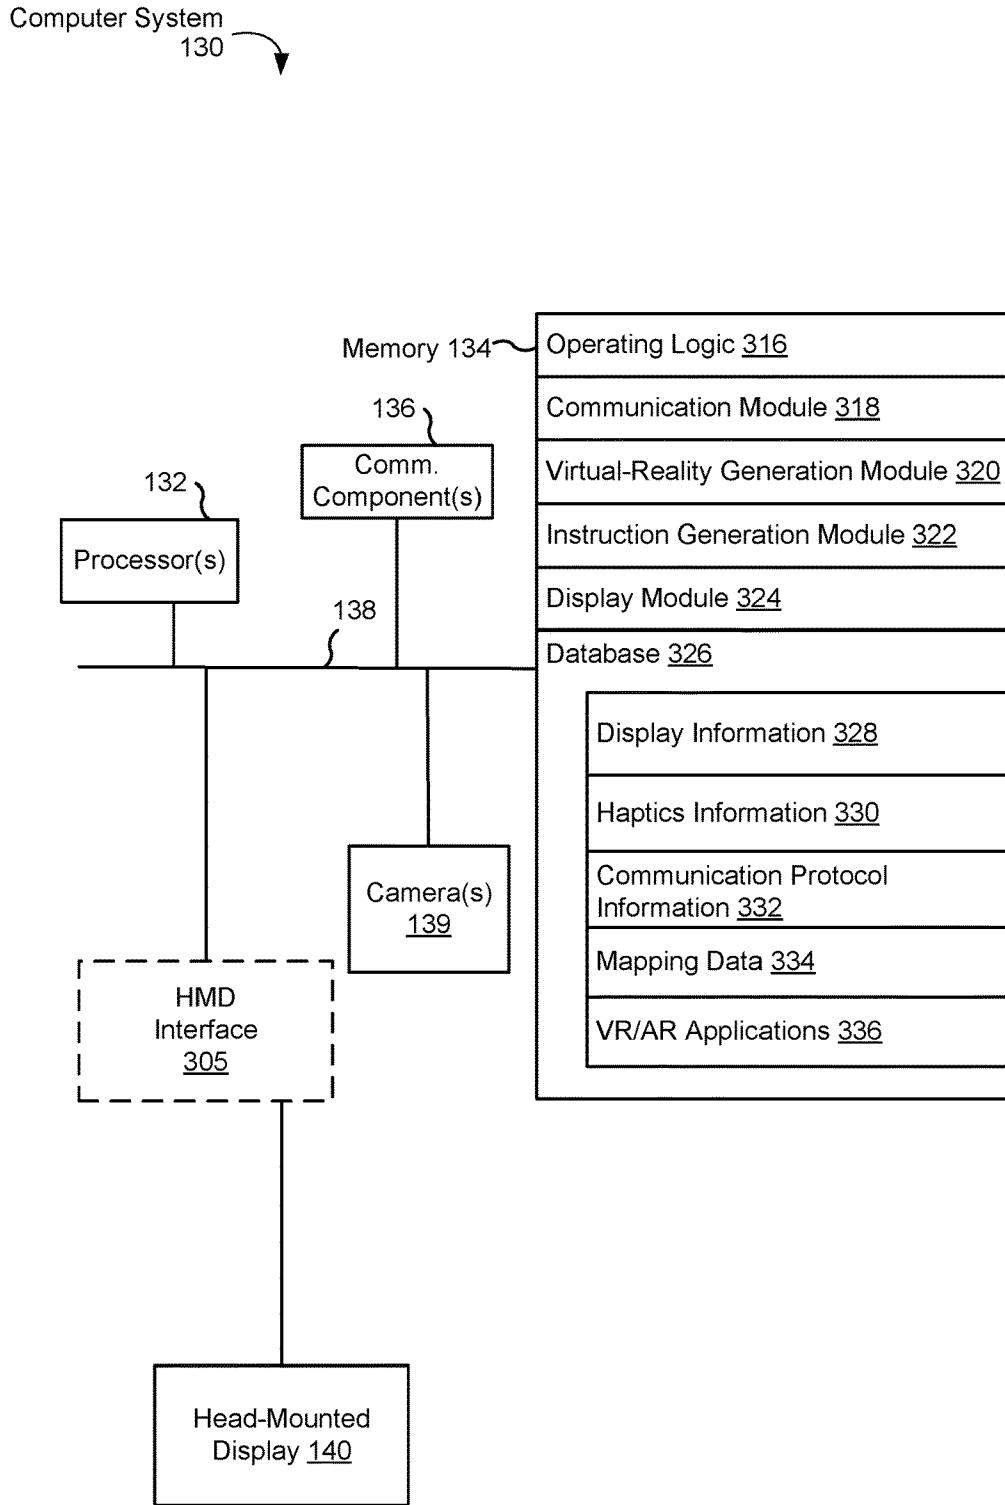 Computer System
130
Memory 134
Operating Logic 316
Communication Module 318
Virtual-Reality Generation Module 320
Instruction Generation Module 322
Display Module 324
Database 326
Display Information 328
Haptics Information 330
Communication Protocol
Information 332
Mapping Data 334
VR/AR Applications 336
136
Comm.
Component(s)
132
Processor(s)
138
Camera(s)
139
HMD
Interface
305
Head-Mounted
Display 140